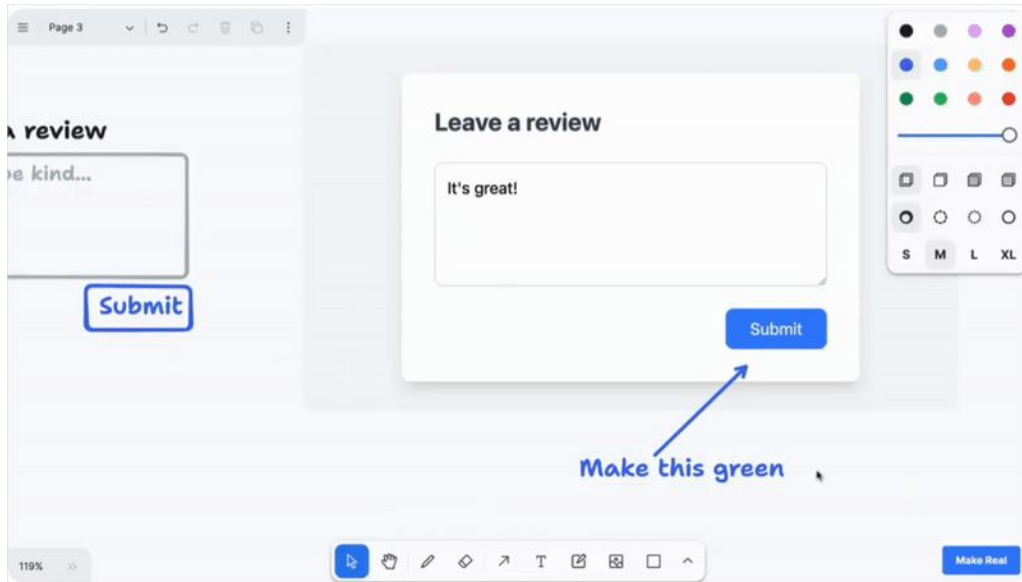 Page 3
a review
be kind...
Submit
Leave a review
It's great!
Submit
Make this green
S M L XL
119%
Make Real